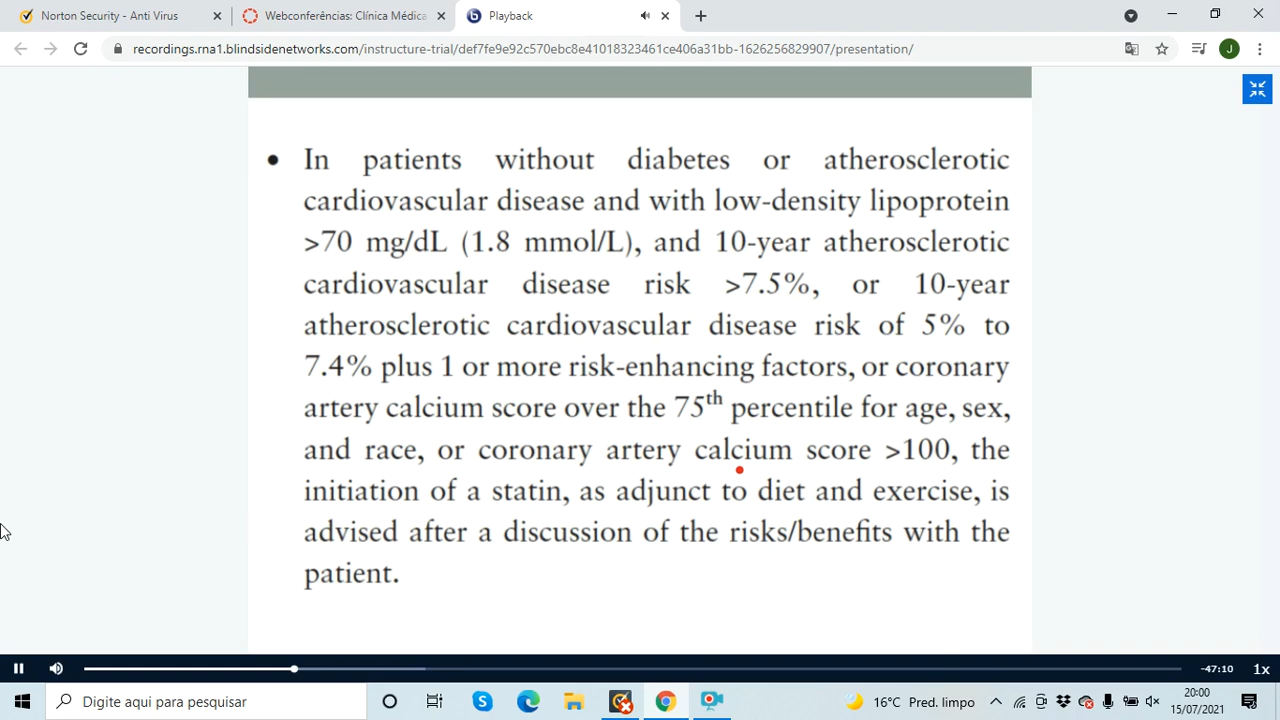 Norton Security - Anti Virus
Webconferências: Clínica Médica
Playback
recordings.rna1.blindsidenetworks.com/instructure-trial/def7fe9e92c570ebc8e41018323461ce406a31bb-1626256829907/presentation/
J
• In patients without diabetes or atherosclerotic
cardiovascular disease and with low-density lipoprotein
>70 mg/dL (1.8 mmol/L), and 10-year atherosclerotic
cardiovascular disease risk >7.5%, or 10-year
atherosclerotic cardiovascular disease risk of 5% to
7.4% plus 1 or more risk-enhancing factors, or coronary
artery calcium score over the 75th percentile for age, sex,
and race, or coronary artery calcium score >100, the
initiation of a statin, as adjunct to diet and exercise, is
advised after a discussion of the risks/benefits with the
patient.
-47:10 1x
Digite aqui para pesquisar
16°C Pred. limpo
20:00
15/07/2021